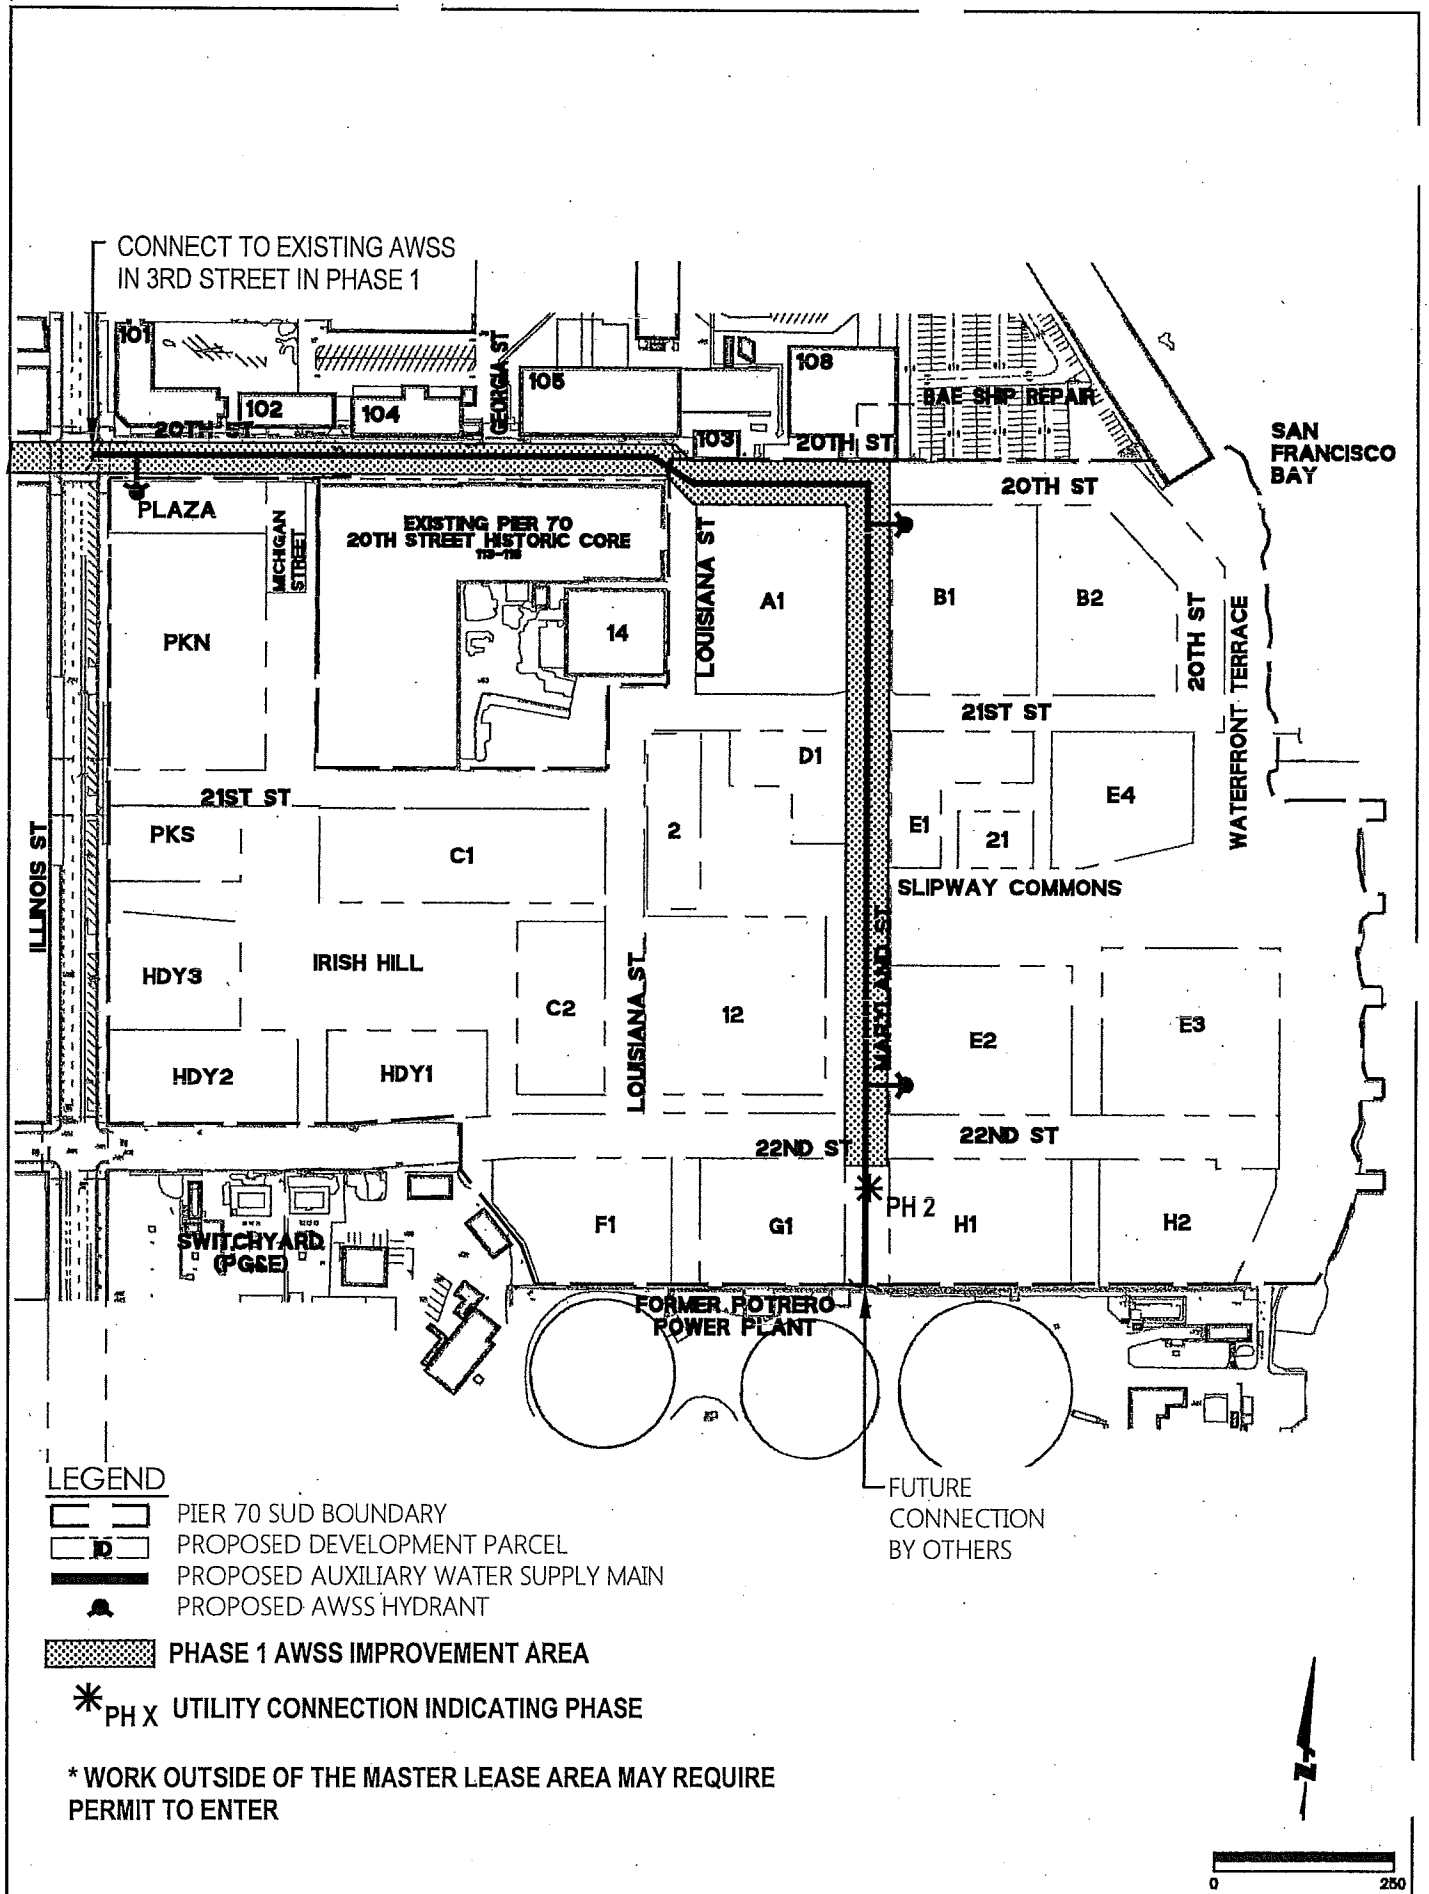 CONNECT TO EXISTING AWSS
IN 3RD STREET IN PHASE 1
101
102
104
GEORGIA ST
105
103
108
BAE SHIP REPAIR
20TH ST
20TH ST
SAN
FRANCISCO
BAY
20TH ST
PLAZA
MICHIGAN
STREET
EXISTING PIER 70
20TH STREET HISTORIC CORE
LOUISIANA ST
A1
B1
B2
20TH ST
WATERFRONT TERRACE
14
PKN
21ST ST
D1
21ST ST
PKS
C1
2
E1
21
E4
ILLINOIS ST
SLIPWAY COMMONS
HDY3
IRISH HILL
C2
LOUISIANA ST
12
MARYLAND ST
E2
E3
HDY2
HDY1
22ND ST
22ND ST
PH 2
F1
G1
H1
H2
SWITCHYARD
(PG&E)
FORMER POTRERO
POWER PLANT
FUTURE
CONNECTION
BY OTHERS
LEGEND
PIER 70 SUD BOUNDARY
ID PROPOSED DEVELOPMENT PARCEL
PROPOSED AUXILIARY WATER SUPPLY MAIN
PROPOSED AWSS HYDRANT
PHASE 1 AWSS IMPROVEMENT AREA
PH X UTILITY CONNECTION INDICATING PHASE
* WORK OUTSIDE OF THE MASTER LEASE AREA MAY REQUIRE
PERMIT TO ENTER
N
0 250